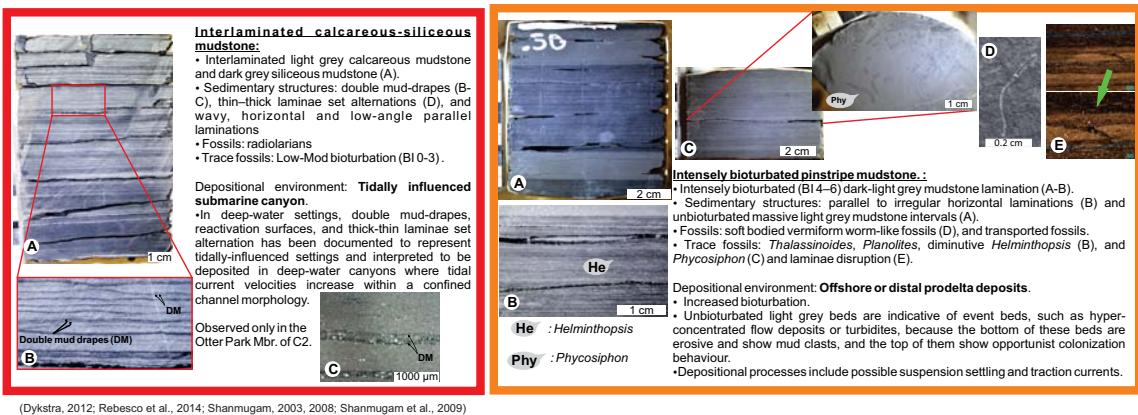 Interlaminated calcareous-siliceous
mudstone:
• Interlaminated light grey calcareous mudstone
and dark grey siliceous mudstone (A).
• Sedimentary structures: double mud-drapes (B-
C), thin–thick laminae set alternations (D), and
wavy, horizontal and low-angle parallel
laminations
• Fossils: radiolarians
• Trace fossils: Low-Mod bioturbation (BI 0-3) .
Depositional environment: Tidally influenced
submarine canyon.
•In deep-water settings, double mud-drapes,
reactivation surfaces, and thick-thin laminae set
alternation has been documented to represent
tidally-influenced settings and interpreted to be
deposited in deep-water canyons where tidal
current velocities increase within a confined
channel morphology.
Observed only in the
Otter Park Mbr. of C2.
A
1 cm
DM
Double mud drapes (DM)
B
DM
C
1000 µm
.50
A
2 cm
C
2 cm
Phy
1 cm
D
0.2 cm
E
He
B
1 cm
He : Helminthopsis
Phy : Phycosiphon
Intensely bioturbated pinstripe mudstone. :
• Intensely bioturbated (BI 4–6) dark-light grey mudstone lamination (A-B).
• Sedimentary structures: parallel to irregular horizontal laminations (B) and
unbioturbated massive light grey mudstone intervals (A).
• Fossils: soft bodied vermiform worm-like fossils (D), and transported fossils.
• Trace fossils: Thalassinoides, Planolites, diminutive Helminthopsis (B), and
Phycosiphon (C) and laminae disruption (E).
Depositional environment: Offshore or distal prodelta deposits.
• Increased bioturbation.
• Unbioturbated light grey beds are indicative of event beds, such as hyper-
concentrated flow deposits or turbidites, because the bottom of these beds are
erosive and show mud clasts, and the top of them show opportunist colonization
behaviour.
•Depositional processes include possible suspension settling and traction currents.
(Dykstra, 2012; Rebesco et al., 2014; Shanmugam, 2003, 2008; Shanmugam et al., 2009)